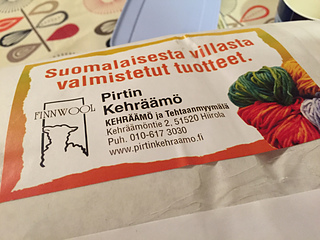 Suomalaisesta villasta
valmistetut tuotteet.
FINNWOOL
Pirtin
Kehräämö
KEHRÄÄMÖ ja Tehtaanmyymälä
Kehräämöntie 2, 51520 Hiirola
Puh. 010-617 3030
www.pirtinkehraamo.fi